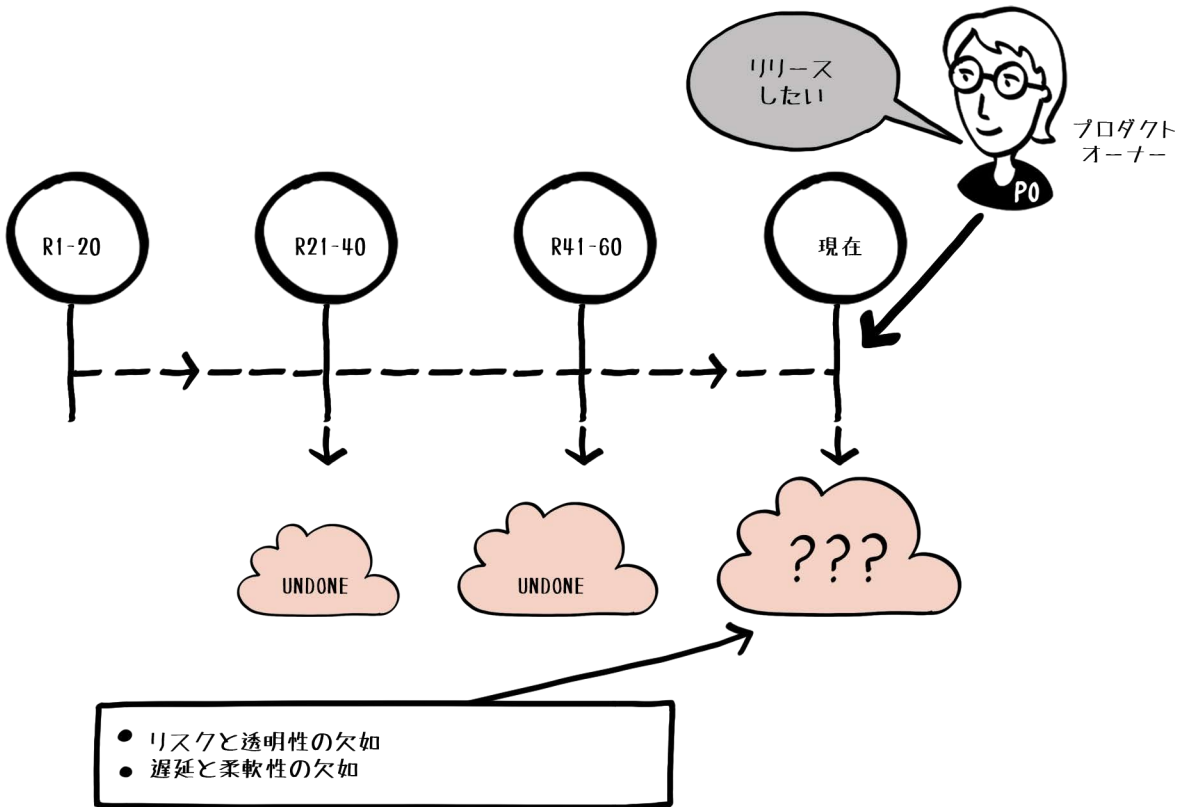 リリース
したい
プロダクト
オーナー
PO
R1-20
R21-40
R41-60
現在
UNDONE
UNDONE
???
• リスクと透明性の欠如
• 遅延と柔軟性の欠如